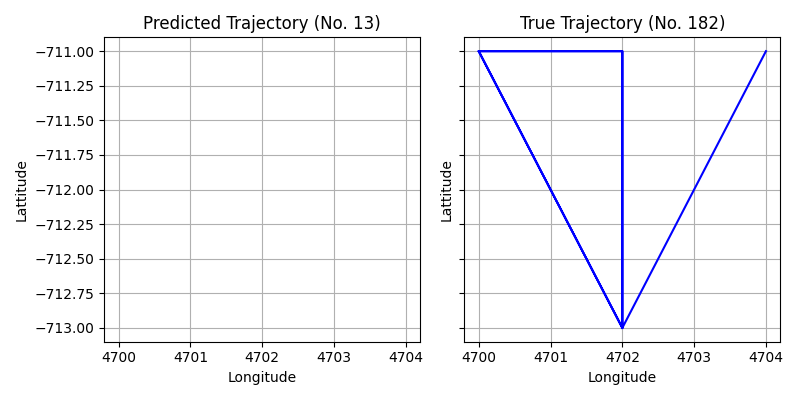 Predicted Trajectory (No. 13)
True Trajectory (No. 182)
−711.00
−711.25
−711.50
−711.75
−712.00
−712.25
−712.50
−712.75
−713.00
Lattitude
Lattitude
4700 4701 4702 4703 4704
4700 4701 4702 4703 4704
Longitude
Longitude